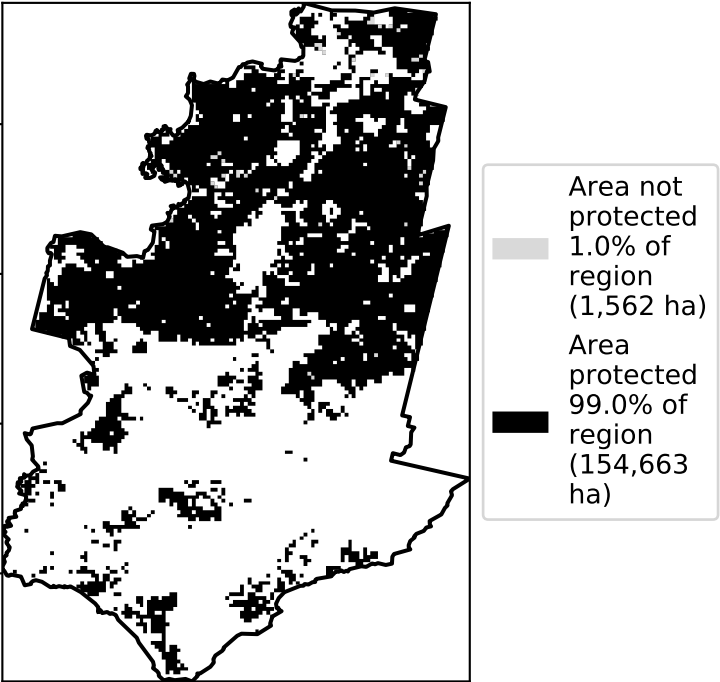 Area not
protected
1.0% of
region
(1,562 ha)
Area
protected
99.0% of
region
(154,663
ha)